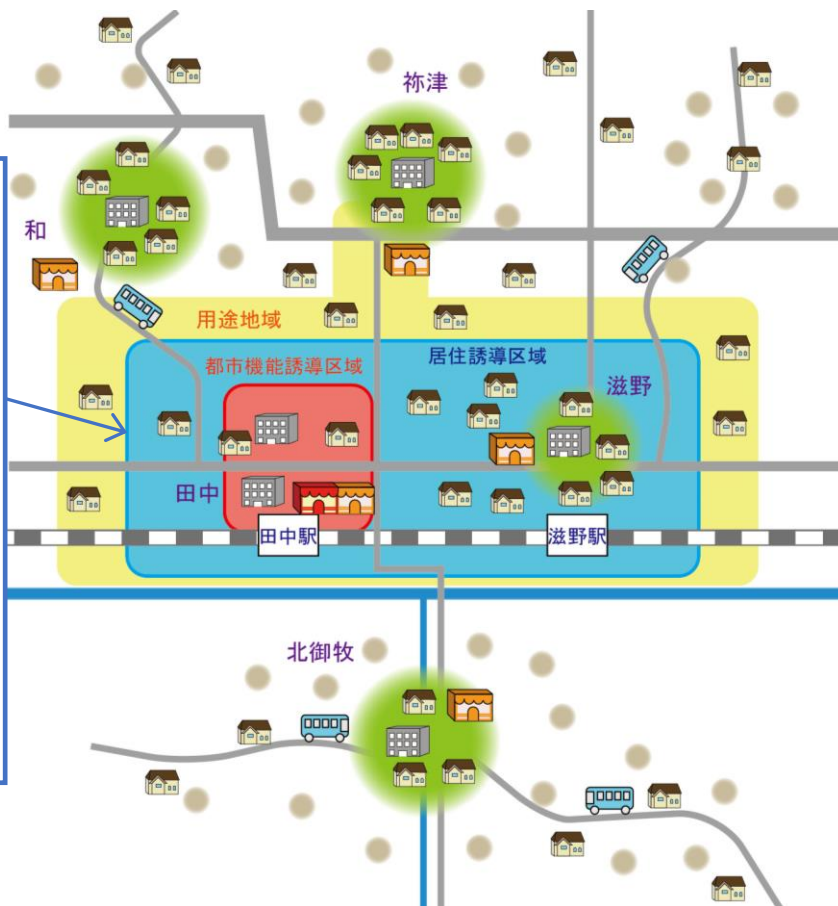 祢津
和
用途地域
都市機能誘導区域
居住誘導区域
滋野
田中
田中駅
滋野駅
北御牧